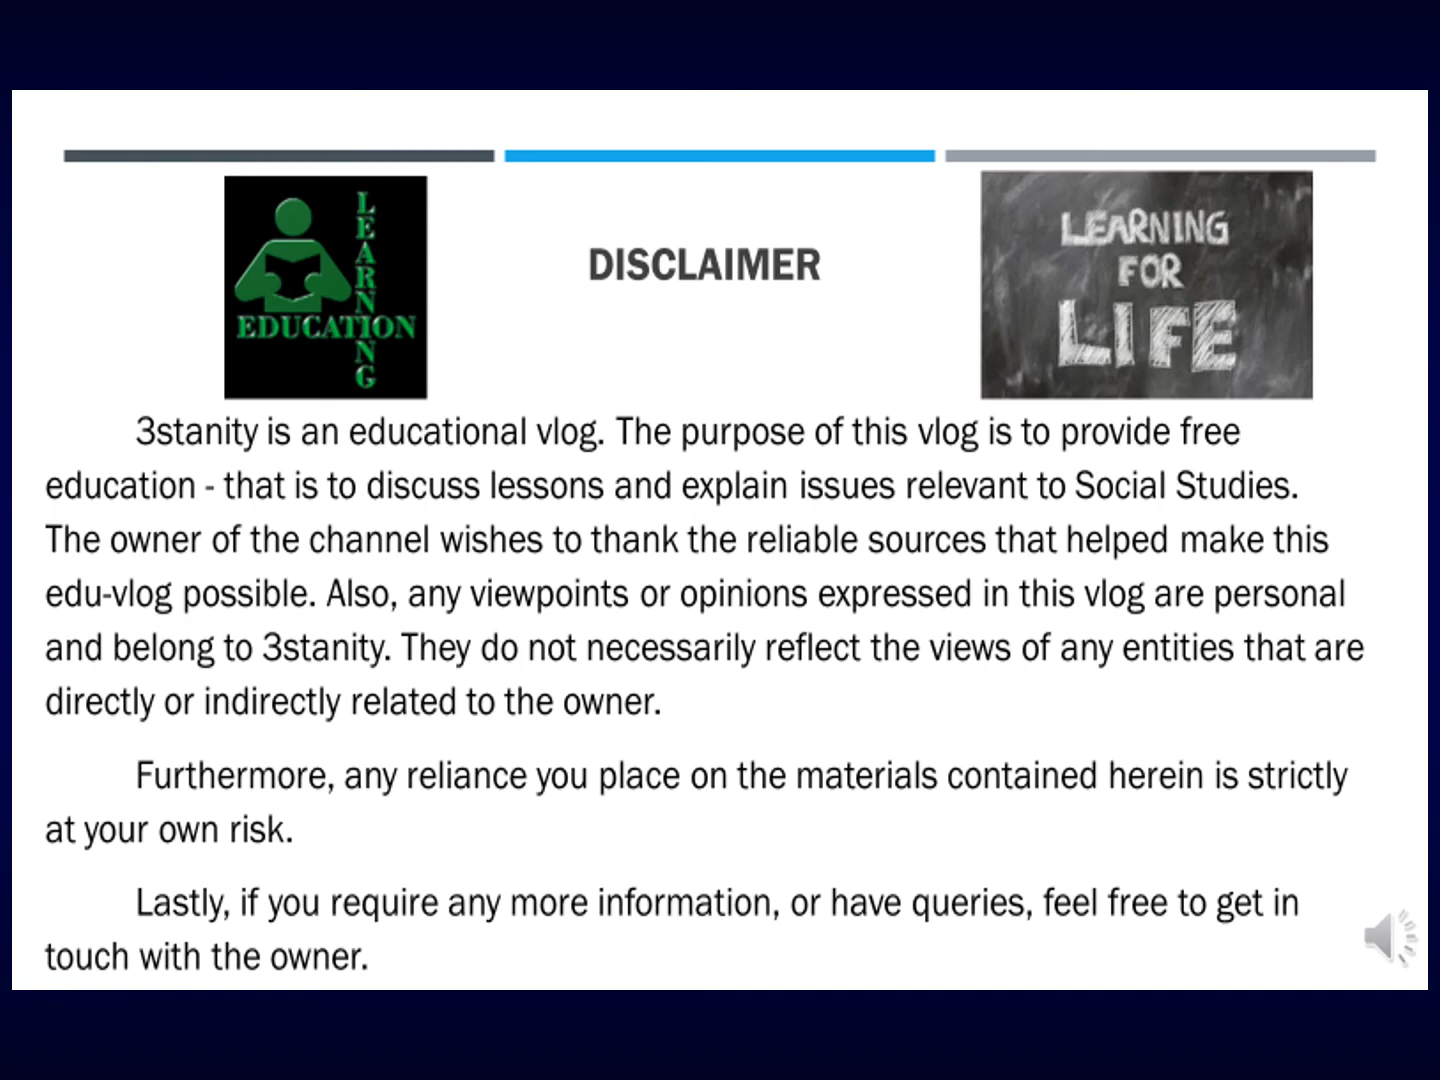 LEARNING
EDUCATION
DISCLAIMER
LEARNING
FOR
LIFE
3stanity is an educational vlog. The purpose of this vlog is to provide free
education - that is to discuss lessons and explain issues relevant to Social Studies.
The owner of the channel wishes to thank the reliable sources that helped make this
edu-vlog possible. Also, any viewpoints or opinions expressed in this vlog are personal
and belong to 3stanity. They do not necessarily reflect the views of any entities that are
directly or indirectly related to the owner.
Furthermore, any reliance you place on the materials contained herein is strictly
at your own risk.
Lastly, if you require any more information, or have queries, feel free to get in
touch with the owner.